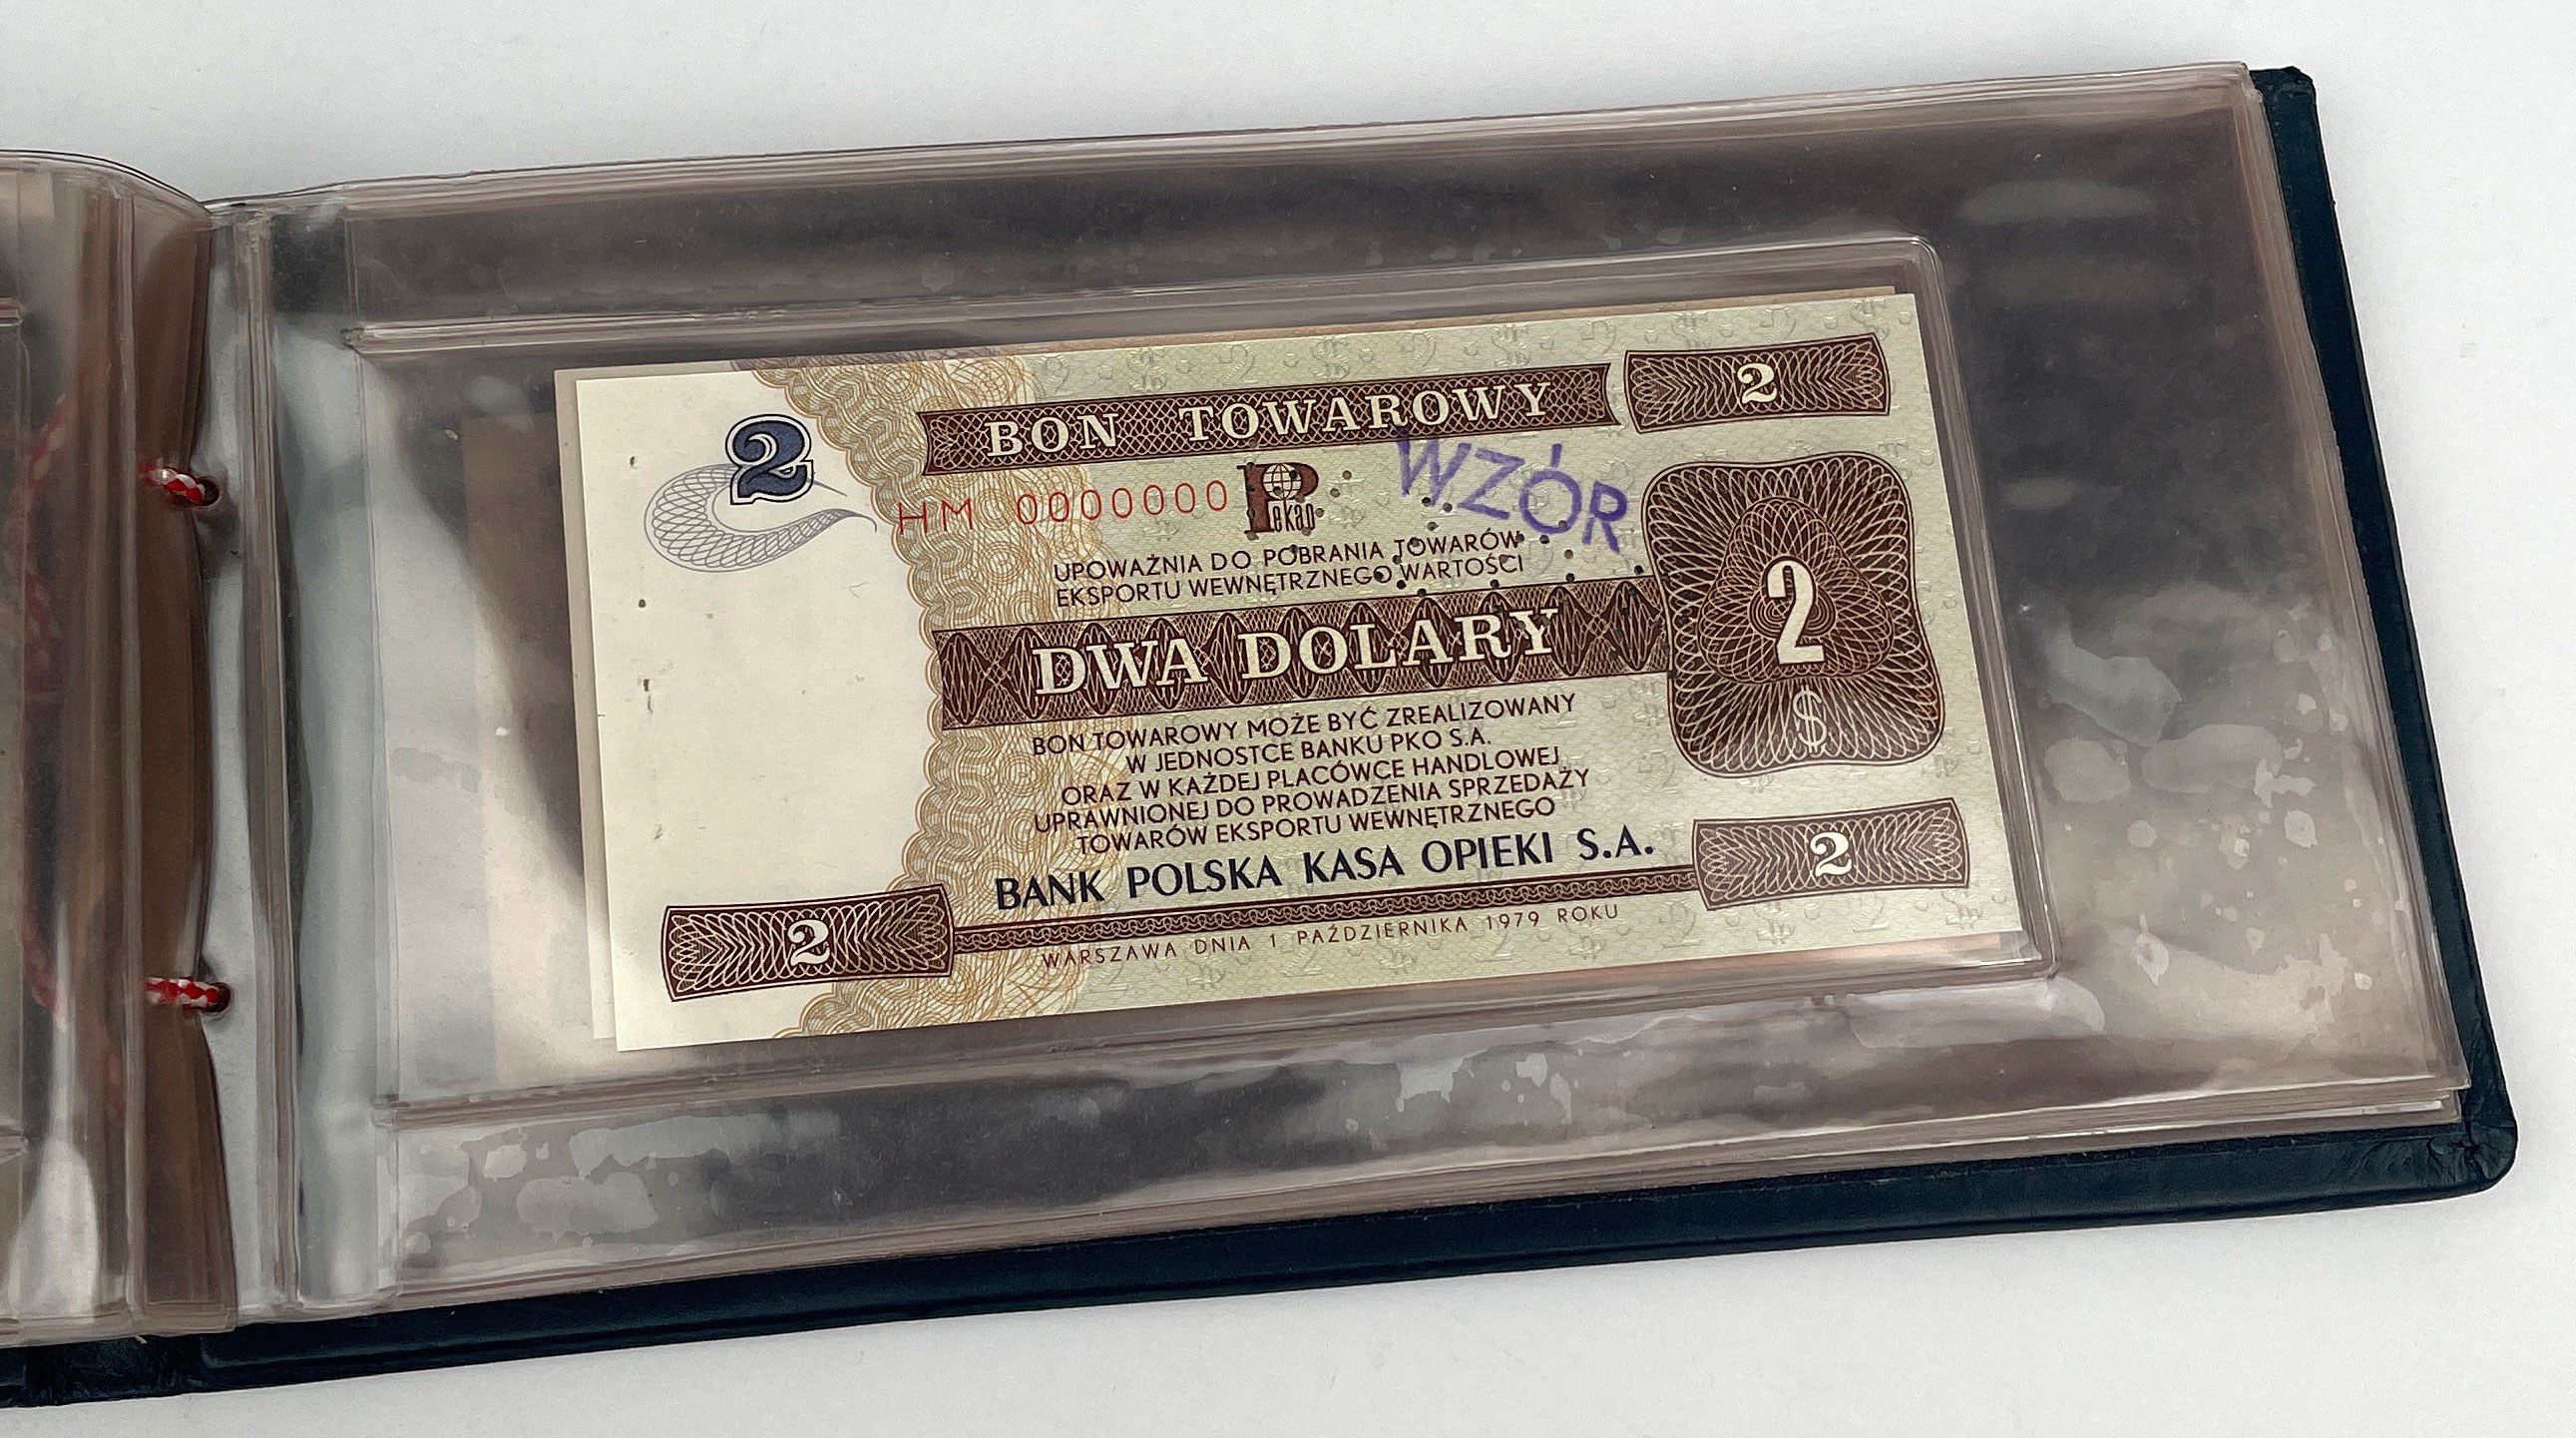 BON TOWAROWY 2
2
HM 0000000 Pekao WZÓR
UPOWAŻNIA DO POBRANIA TOWARÓW
EKSPORTU WEWNĘTRZNEGO WARTOŚCI
DWA DOLARY
2
$
BON TOWAROWY MOŻE BYĆ ZREALIZOWANY
W JEDNOSTCE BANKU PKO S.A.
ORAZ W KAŻDEJ PLACÓWCE HANDLOWEJ
UPRAWNIONEJ DO PROWADZENIA SPRZEDAŻY
TOWARÓW EKSPORTU WEWNĘTRZNEGO
BANK POLSKA KASA OPIEKI S.A.
2
2
WARSZAWA DNIA 1 PAŹDZIERNIKA 1979 ROKU